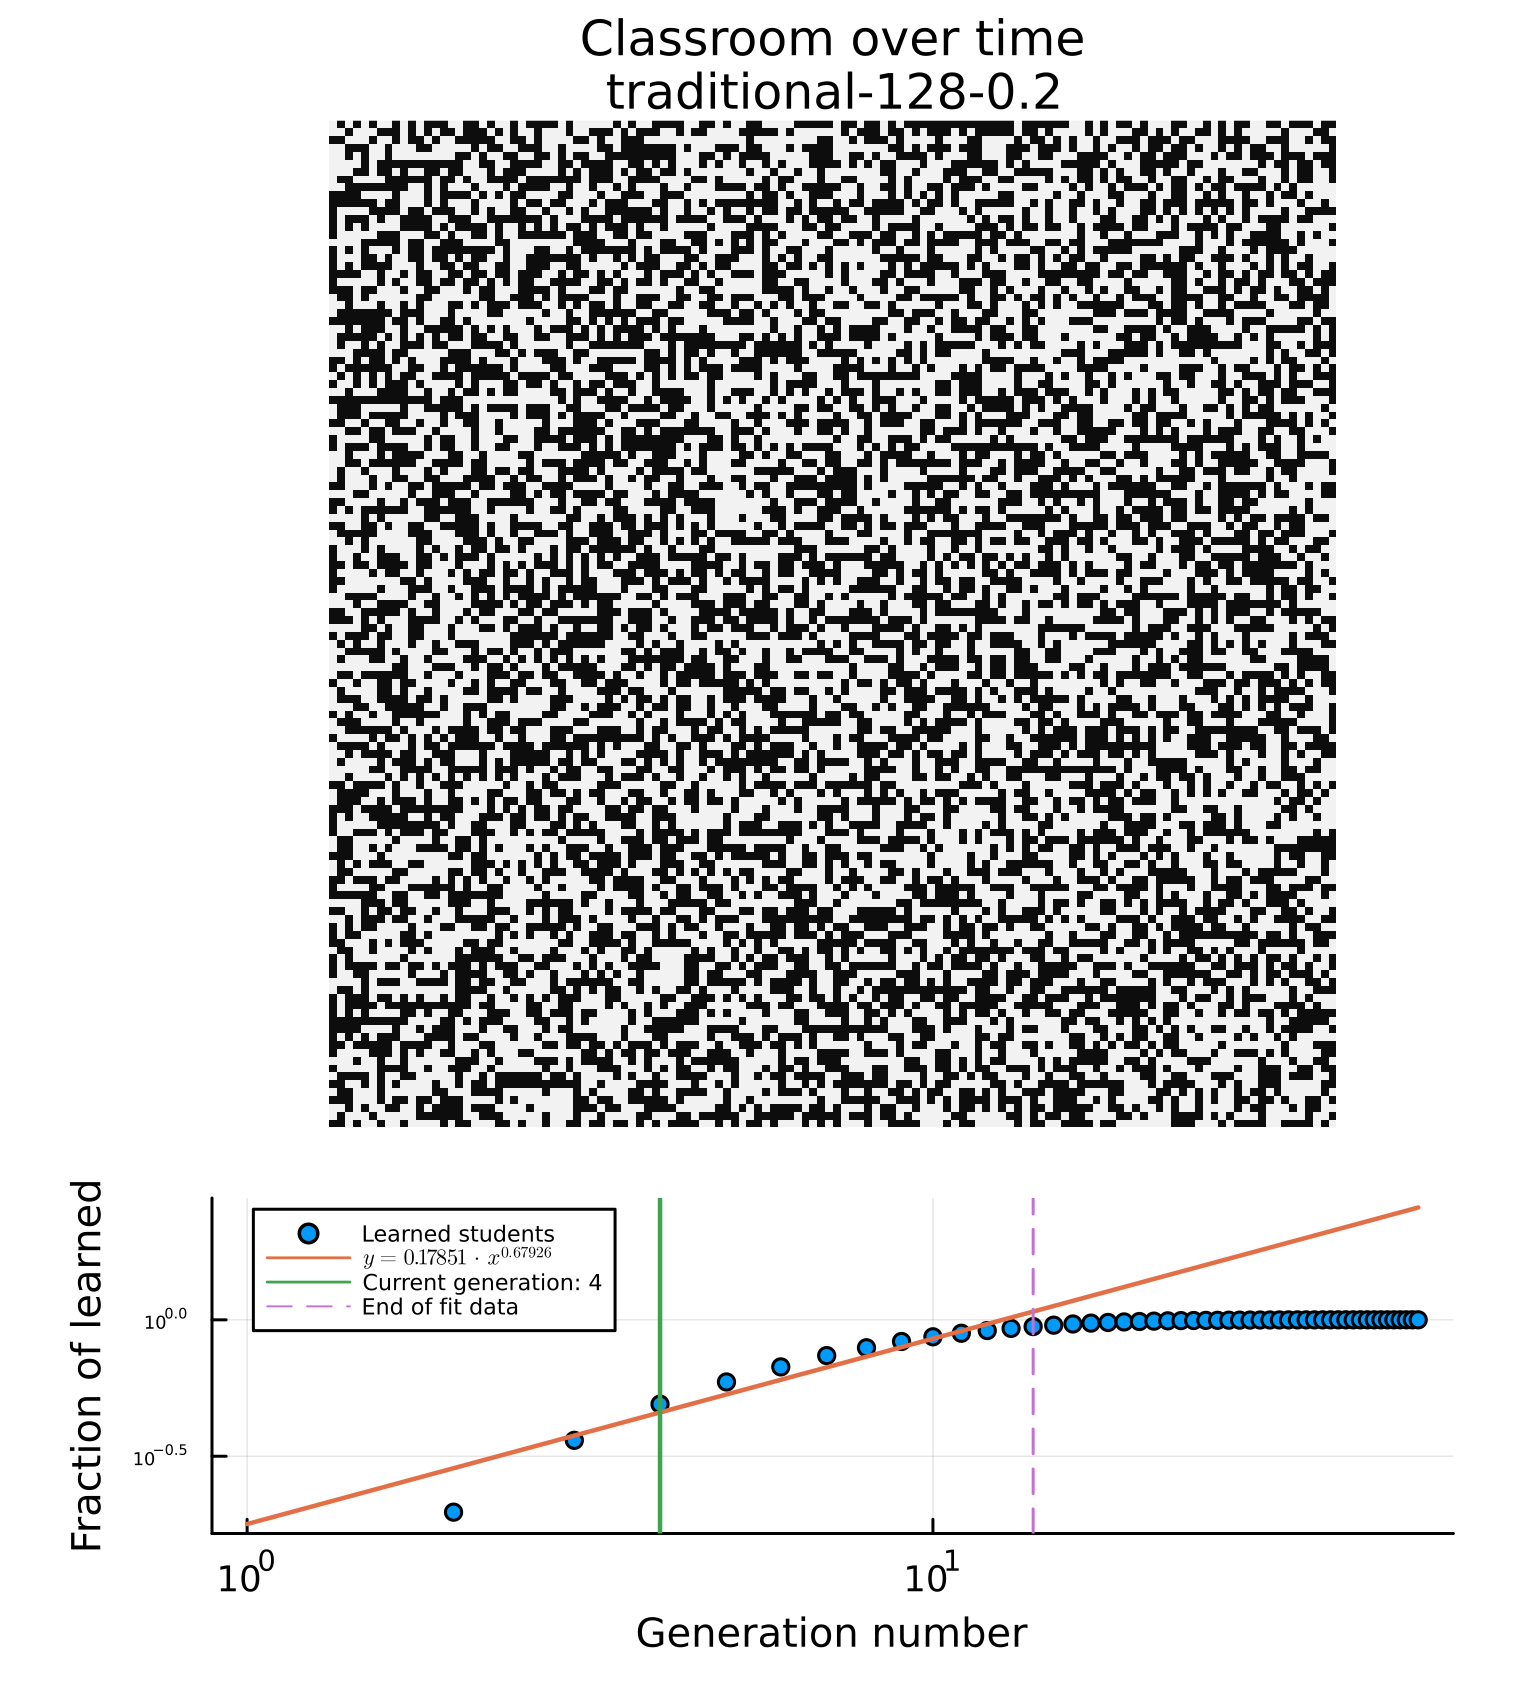 Classroom over time
traditional-128-0.2
Fraction of learned
Learned students
y = 0.17851 · x^0.67926
Current generation: 4
End of fit data
10^0.0
10^−0.5
10^0
10^1
Generation number